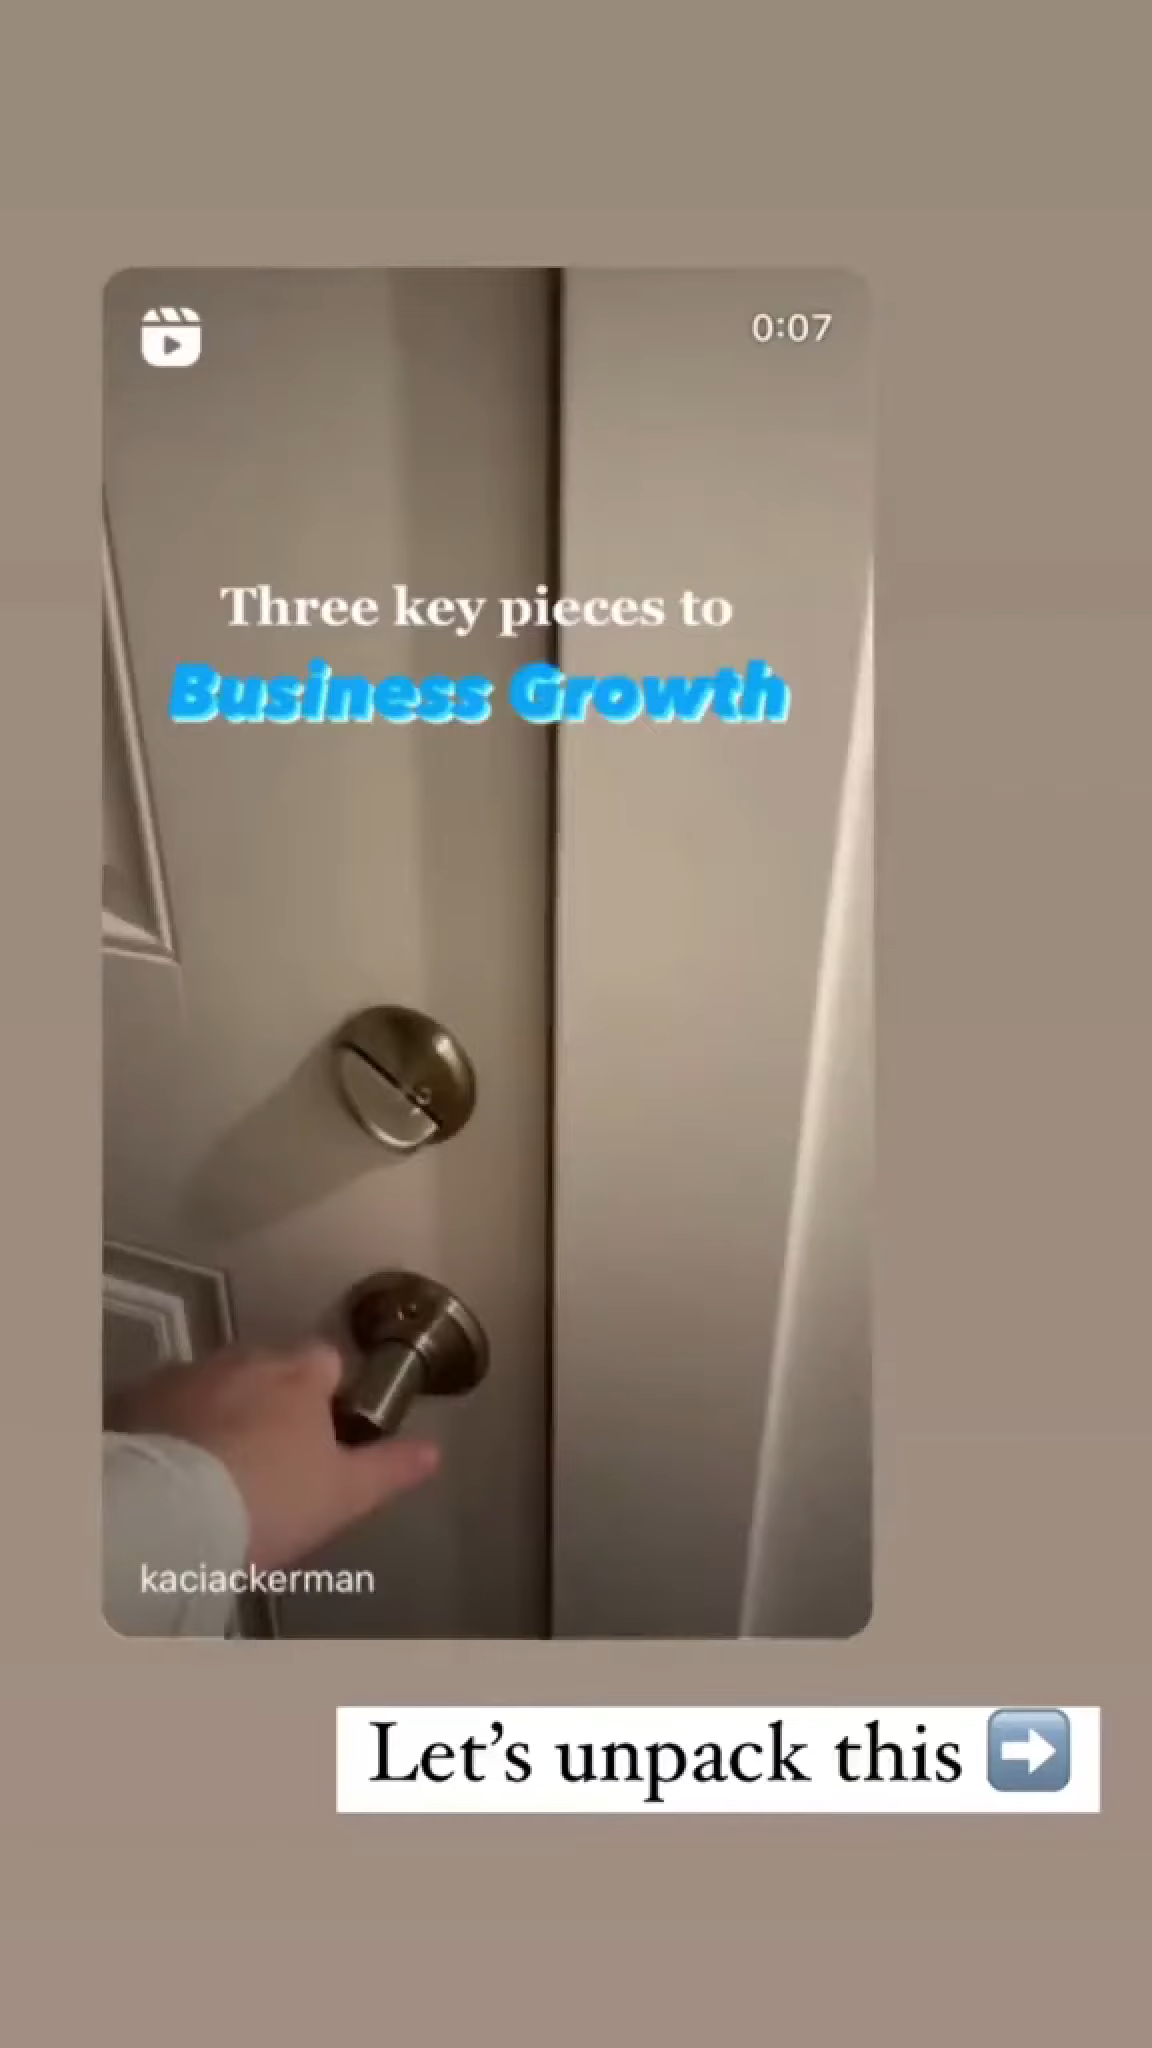 0:07
Three key pieces to
Business Growth
kaciackerman
Let's unpack this ➡️